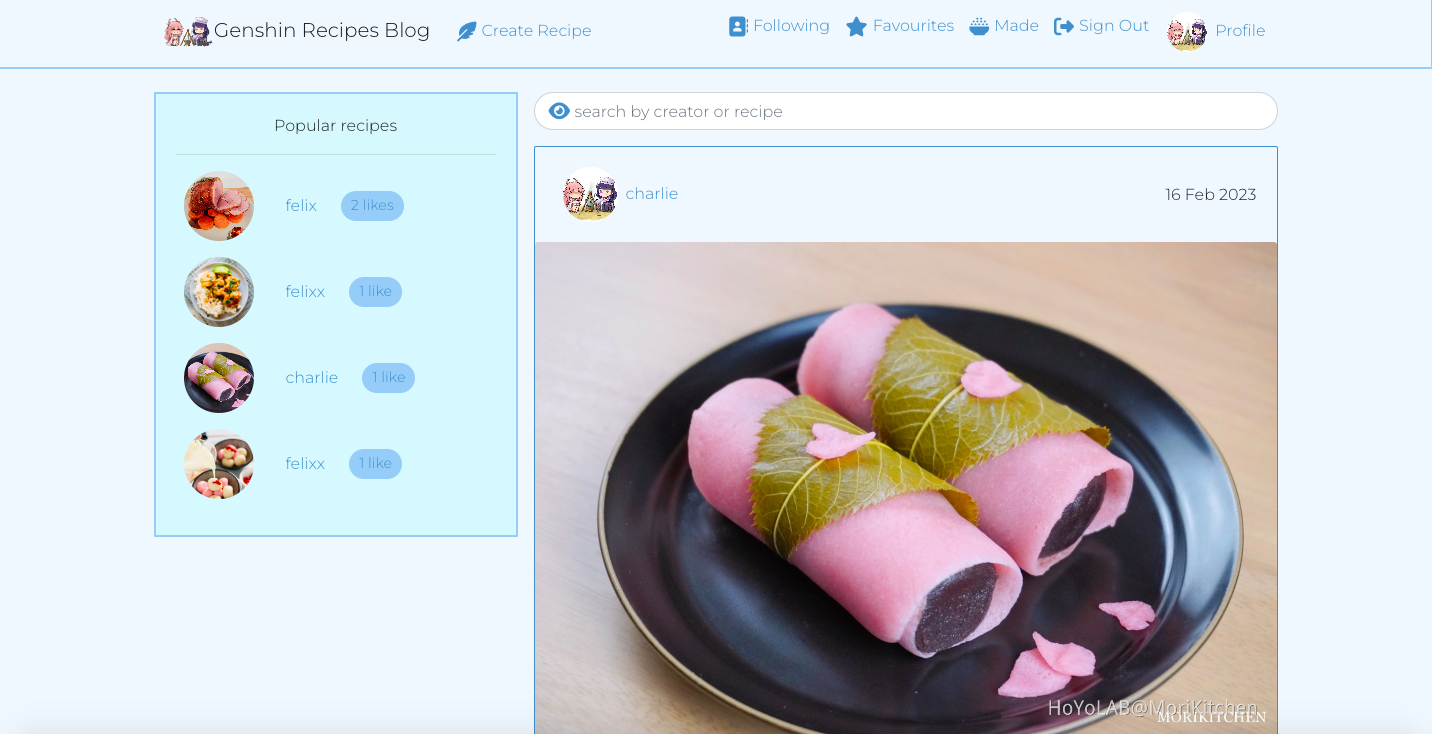 Genshin Recipes Blog
Create Recipe
Following
Favourites
Made
Sign Out
Profile
Popular recipes
felix 2 likes
felixx 1 like
charlie 1 like
felixx 1 like
search by creator or recipe
charlie
16 Feb 2023
HoYoLAB@MoriKitchen
MORIKITCHEN